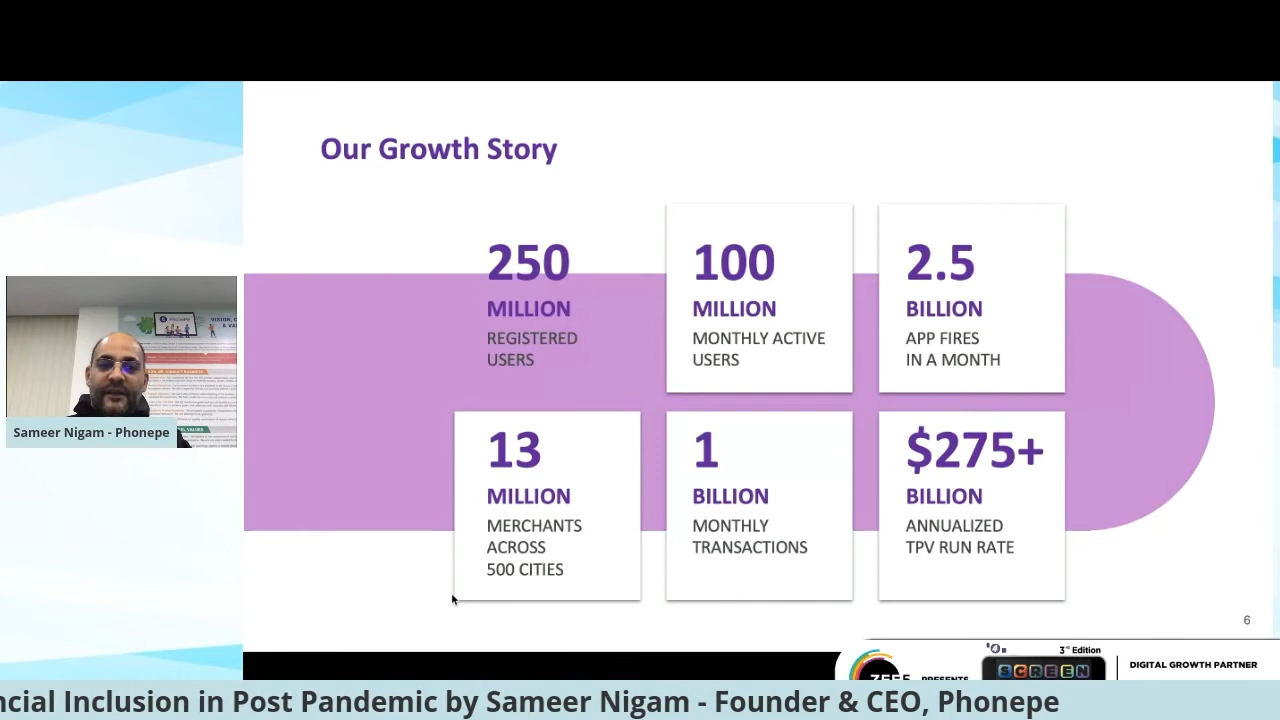 Our Growth Story
250
MILLION
REGISTERED
USERS
100
MILLION
MONTHLY ACTIVE
USERS
2.5
BILLION
APP FIRES
IN A MONTH
13
MILLION
MERCHANTS
ACROSS
500 CITIES
1
BILLION
MONTHLY
TRANSACTIONS
$275+
BILLION
ANNUALIZED
TPV RUN RATE
6
Sameer Nigam - Phonepe
3rd Edition
SCREEN
DIGITAL GROWTH PARTNER
ncial Inclusion in Post Pandemic by Sameer Nigam - Founder & CEO, Phonepe